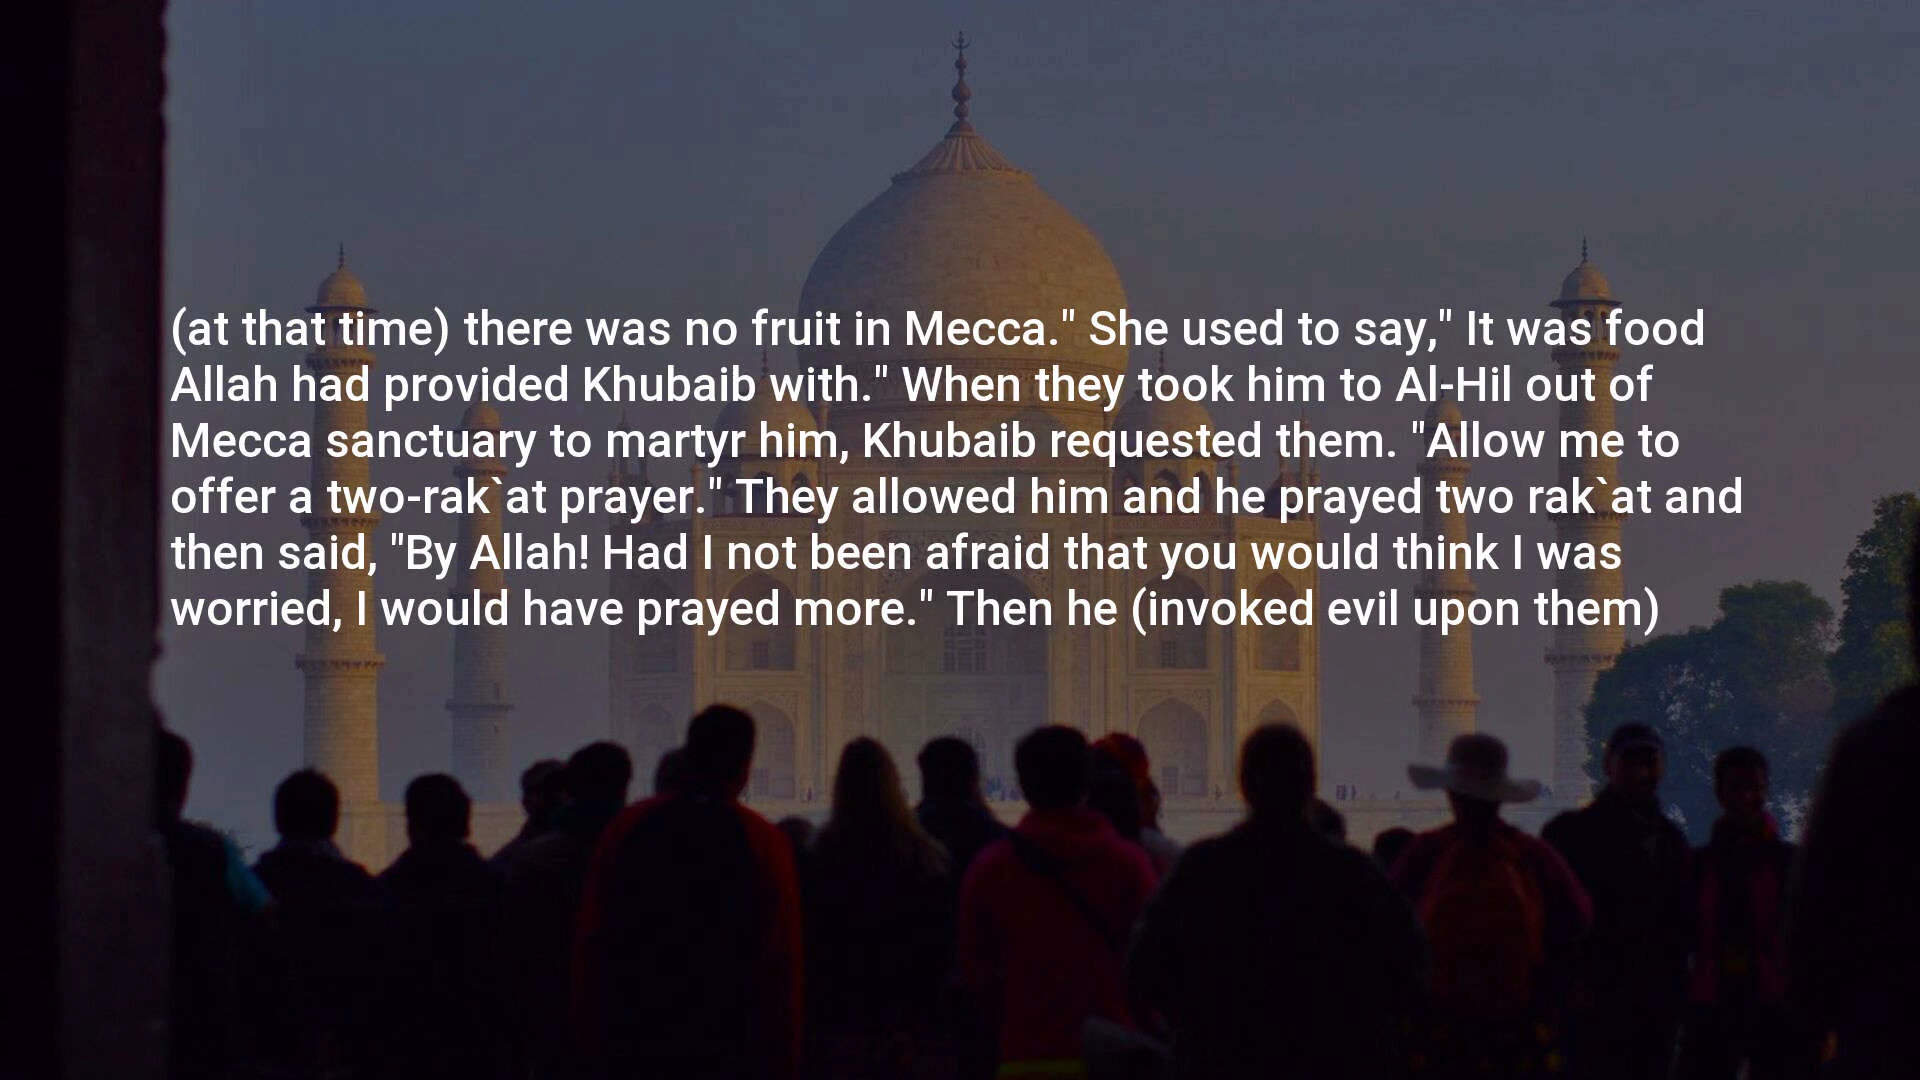 (at that time) there was no fruit in Mecca." She used to say," It was food
Allah had provided Khubaib with." When they took him to Al-Hil out of
Mecca sanctuary to martyr him, Khubaib requested them. "Allow me to
offer a two-rak`at prayer." They allowed him and he prayed two rak`at and
then said, "By Allah! Had I not been afraid that you would think I was
worried, I would have prayed more." Then he (invoked evil upon them)